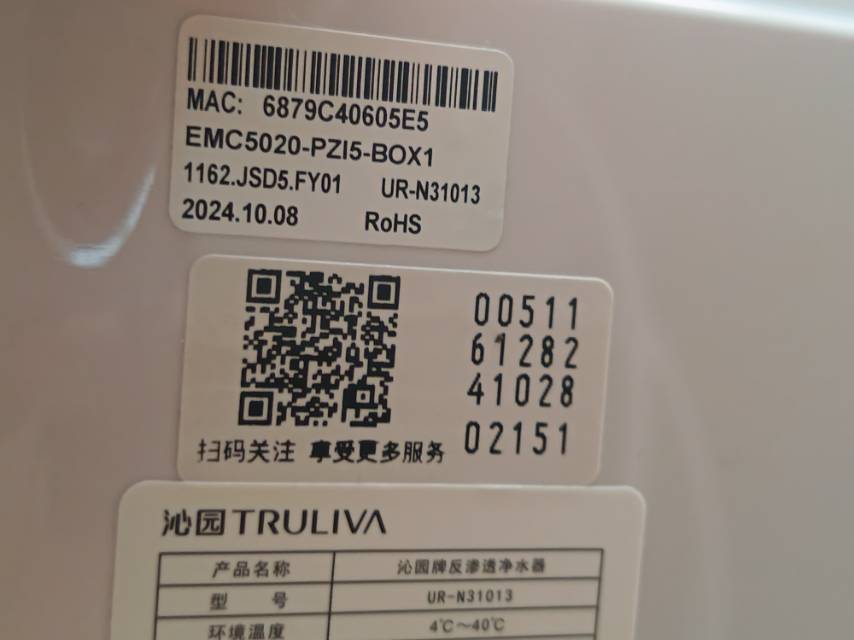 MAC: 6879C40605E5
EMC5020-PZI5-BOX1
1162.JSD5.FY01 UR-N31013
2024.10.08 RoHS
00511
61282
41028
02151
扫码关注 享受更多服务
沁园TRULIVA
产品名称 沁园牌反渗透净水器
型 号 UR-N31013
环境温度 4℃~40℃